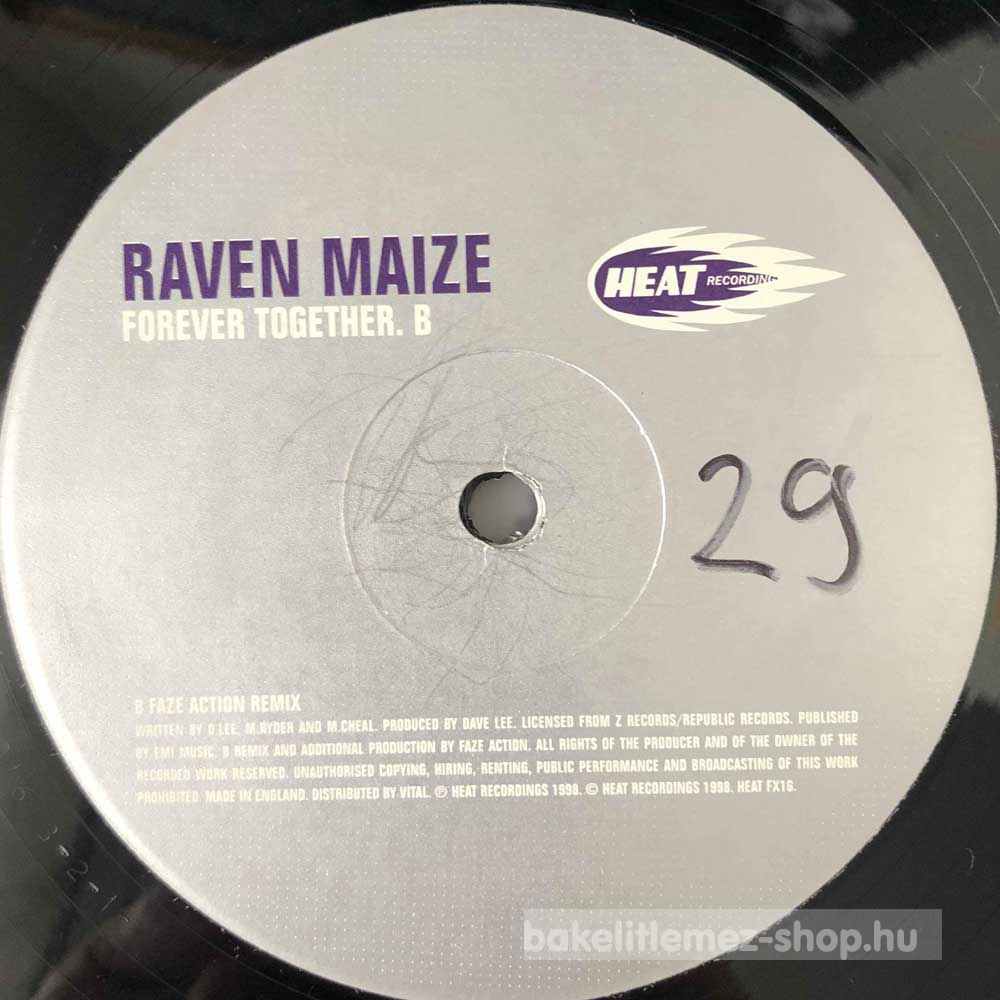 RAVEN MAIZE
FOREVER TOGETHER. B
HEAT RECORDINGS
29
B FAZE ACTION REMIX
WRITTEN BY D.LEE, M.RYDER AND M.CHEAL. PRODUCED BY DAVE LEE. LICENSED FROM Z RECORDS/REPUBLIC RECORDS. PUBLISHED
BY EMI MUSIC. B REMIX AND ADDITIONAL PRODUCTION BY FAZE ACTION. ALL RIGHTS OF THE PRODUCER AND OF THE OWNER OF THE
RECORDED WORK RESERVED. UNAUTHORISED COPYING, HIRING, RENTING, PUBLIC PERFORMANCE AND BROADCASTING OF THIS WORK
PROHIBITED. MADE IN ENGLAND. DISTRIBUTED BY VITAL. ℗ HEAT RECORDINGS 1998. © HEAT RECORDINGS 1998. HEAT FX16.
bakelitlemez-shop.hu